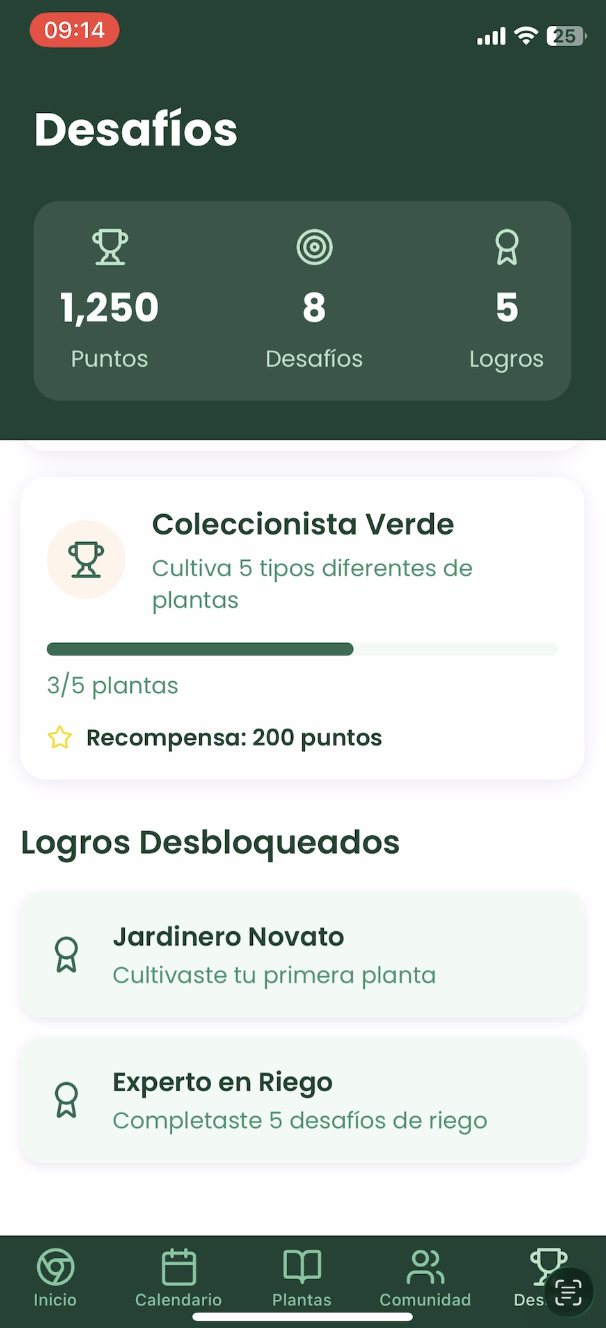 09:14
25
Desafíos
1,250
8
5
Puntos
Desafíos
Logros
Coleccionista Verde
Cultiva 5 tipos diferentes de
plantas
3/5 plantas
Recompensa: 200 puntos
Logros Desbloqueados
Jardinero Novato
Cultivaste tu primera planta
Experto en Riego
Completaste 5 desafíos de riego
Inicio
Calendario
Plantas
Comunidad
Des